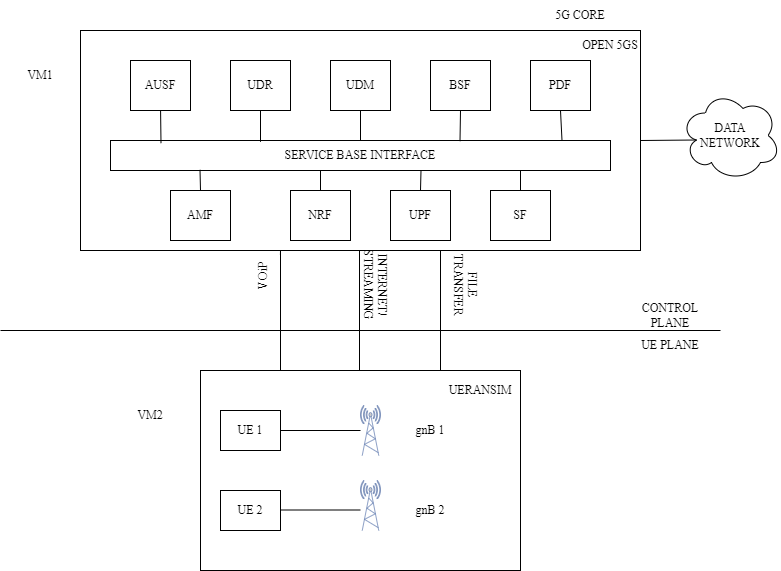 5G CORE
OPEN 5GS
VM1
AUSF
UDR
UDM
BSF
PDF
DATA
NETWORK
SERVICE BASE INTERFACE
AMF
NRF
UPF
SF
VOiP
INTERNET)
STREAMING
FILE
TRANSFER
CONTROL
PLANE
UE PLANE
UERANSIM
VM2
UE 1
gnB 1
UE 2
gnB 2